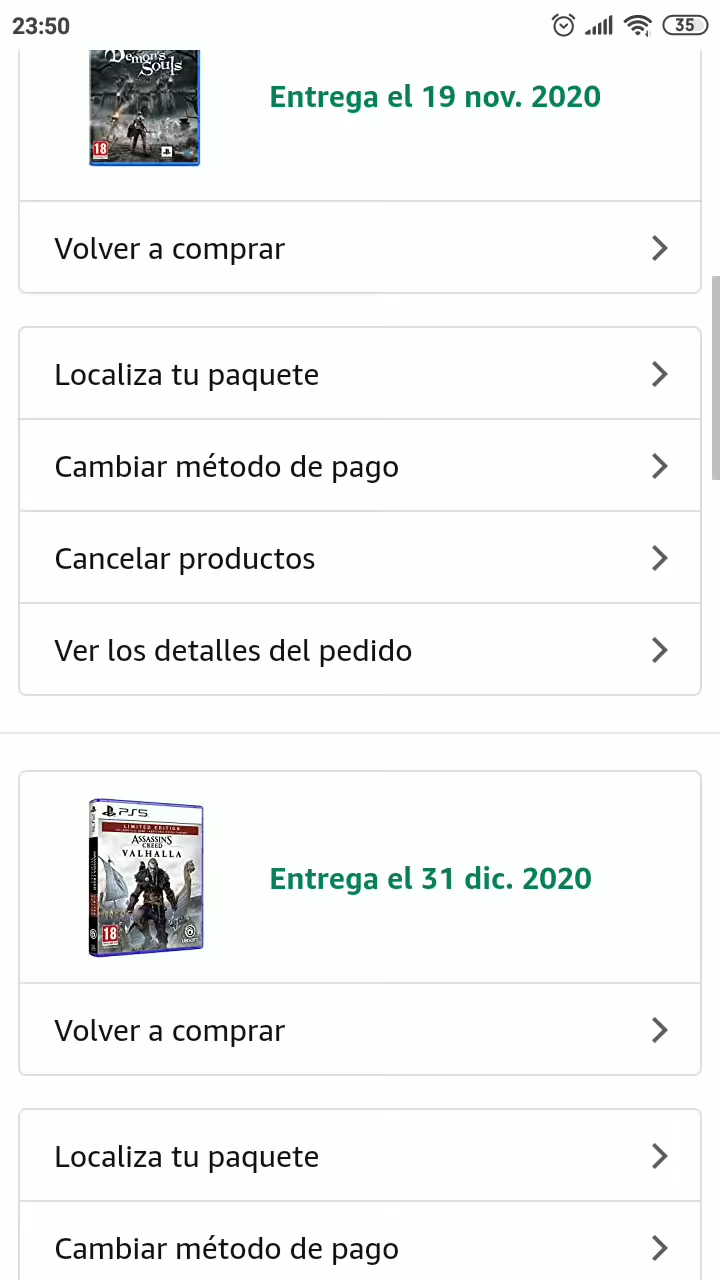 23:50
35
Demon's
Souls
18
Entrega el 19 nov. 2020
Volver a comprar
Localiza tu paquete
Cambiar método de pago
Cancelar productos
Ver los detalles del pedido
PS5
LIMITED EDITION
ASSASSIN'S
CREED
VALHALLA
18
UBISOFT
Entrega el 31 dic. 2020
Volver a comprar
Localiza tu paquete
Cambiar método de pago